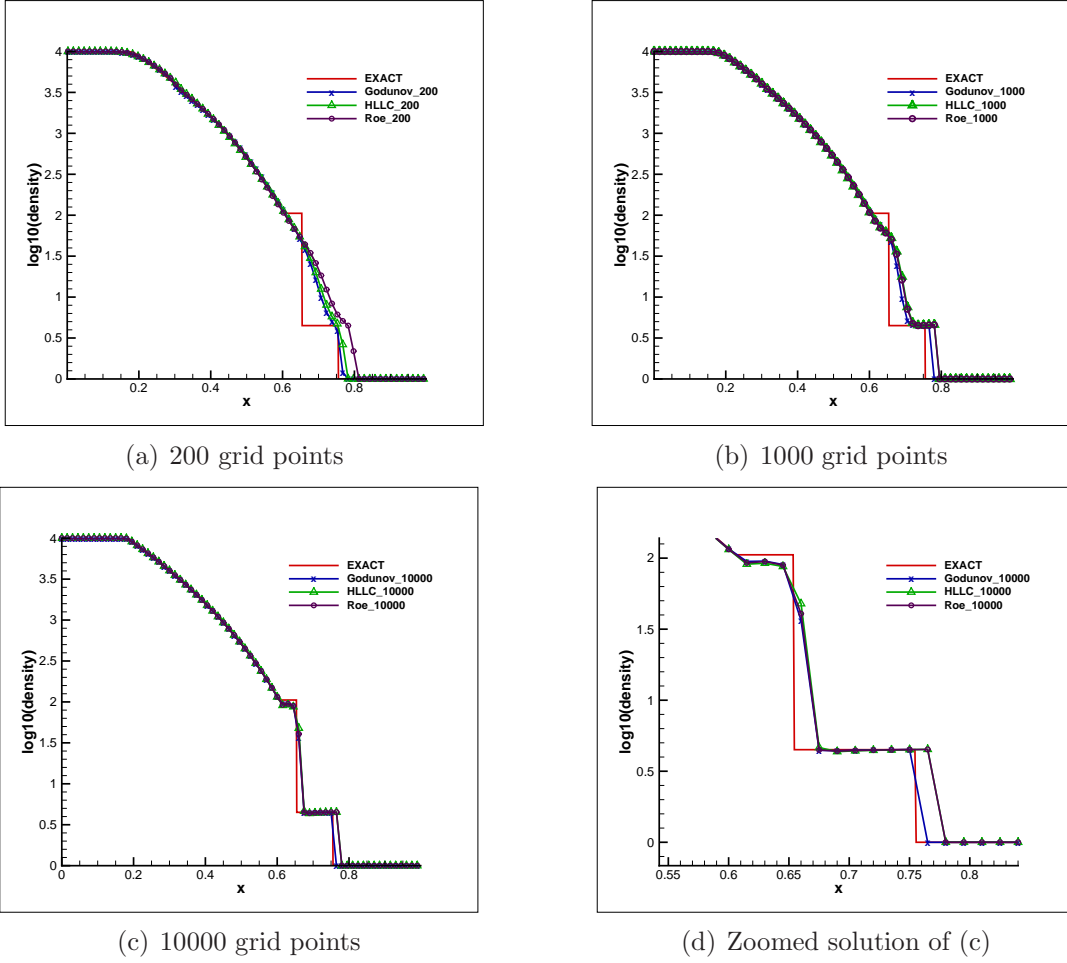 log10(density)
4
3.5
3
2.5
2
1.5
1
0.5
0
0.2
0.4
0.6
0.8
x
EXACT
Godunov_200
HLLC_200
Roe_200
(a) 200 grid points
log10(density)
4
3.5
3
2.5
2
1.5
1
0.5
0
0.2
0.4
0.6
0.8
x
EXACT
Godunov_1000
HLLC_1000
Roe_1000
(b) 1000 grid points
log10(density)
4
3.5
3
2.5
2
1.5
1
0.5
0
0
0.2
0.4
0.6
0.8
x
EXACT
Godunov_10000
HLLC_10000
Roe_10000
(c) 10000 grid points
log10(density)
2
1.5
1
0.5
0
0.55
0.6
0.65
0.7
0.75
0.8
x
EXACT
Godunov_10000
HLLC_10000
Roe_10000
(d) Zoomed solution of (c)